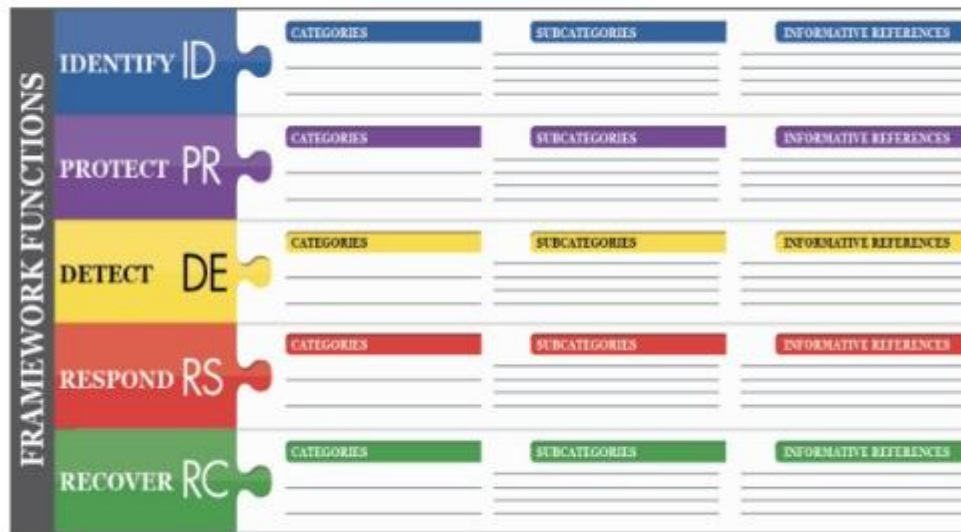 FRAMEWORK FUNCTIONS
IDENTIFY ID
CATEGORIES SUBCATEGORIES INFORMATIVE REFERENCES
PROTECT PR
CATEGORIES SUBCATEGORIES INFORMATIVE REFERENCES
DETECT DE
CATEGORIES SUBCATEGORIES INFORMATIVE REFERENCES
RESPOND RS
CATEGORIES SUBCATEGORIES INFORMATIVE REFERENCES
RECOVER RC
CATEGORIES SUBCATEGORIES INFORMATIVE REFERENCES